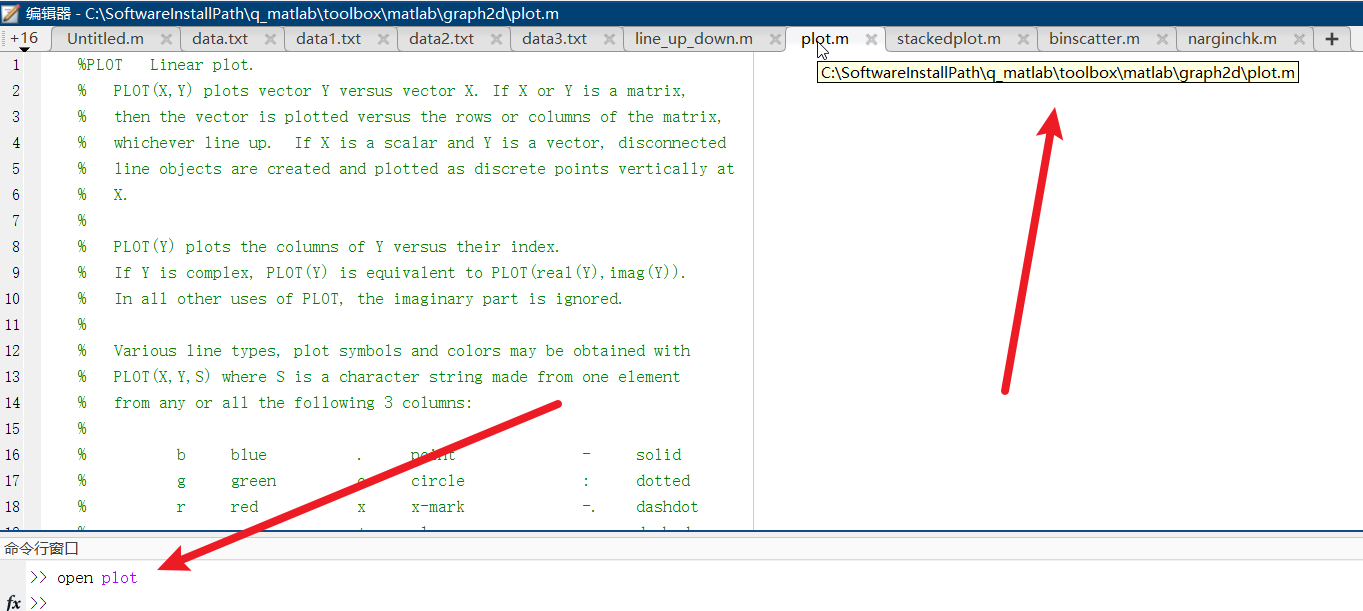 编辑器 - C:\SoftwareInstallPath\q_matlab\toolbox\matlab\graph2d\plot.m
+16 Untitled.m data.txt data1.txt data2.txt data3.txt line_up_down.m plot.m stackedplot.m binscatter.m narginchk.m
C:\SoftwareInstallPath\q_matlab\toolbox\matlab\graph2d\plot.m
1 %PLOT Linear plot.
2 % PLOT(X,Y) plots vector Y versus vector X. If X or Y is a matrix,
3 % then the vector is plotted versus the rows or columns of the matrix,
4 % whichever line up. If X is a scalar and Y is a vector, disconnected
5 % line objects are created and plotted as discrete points vertically at
6 % X.
7 %
8 % PLOT(Y) plots the columns of Y versus their index.
9 % If Y is complex, PLOT(Y) is equivalent to PLOT(real(Y),imag(Y)).
10 % In all other uses of PLOT, the imaginary part is ignored.
11 %
12 % Various line types, plot symbols and colors may be obtained with
13 % PLOT(X,Y,S) where S is a character string made from one element
14 % from any or all the following 3 columns:
15 %
16 % b blue . point - solid
17 % g green o circle : dotted
18 % r red x x-mark -. dashdot
命令行窗口
>> open plot
fx >>